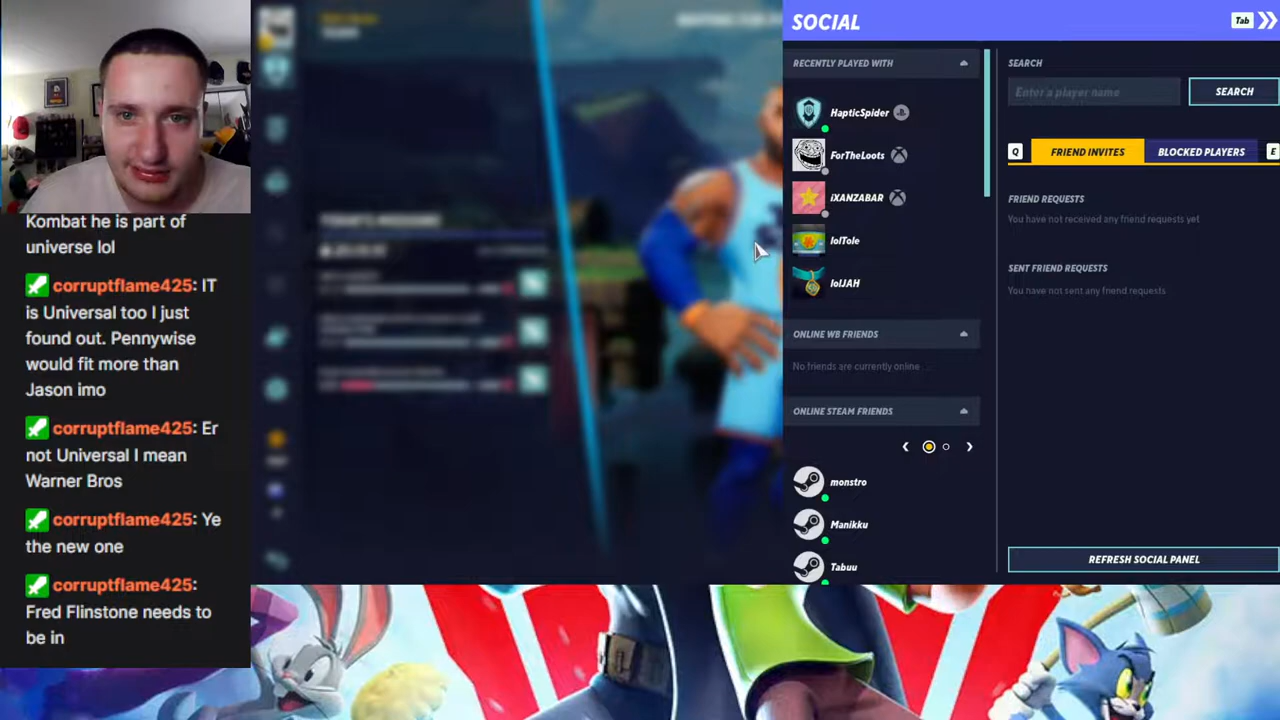 SOCIAL
Tab
RECENTLY PLAYED WITH
HapticSpider
ForTheLoots
iXANZABAR
lolTole
lolJAH
ONLINE WB FRIENDS
No friends are currently online ...
ONLINE STEAM FRIENDS
monstro
Manikku
Tabuu
SEARCH
Enter a player name
SEARCH
Q
FRIEND INVITES
BLOCKED PLAYERS
E
FRIEND REQUESTS
You have not received any friend requests yet
SENT FRIEND REQUESTS
You have not sent any friend requests
REFRESH SOCIAL PANEL
Kombat he is part of
universe lol
corruptflame425: IT
is Universal too I just
found out. Pennywise
would fit more than
Jason imo
corruptflame425: Er
not Universal I mean
Warner Bros
corruptflame425: Ye
the new one
corruptflame425:
Fred Flinstone needs to
be in